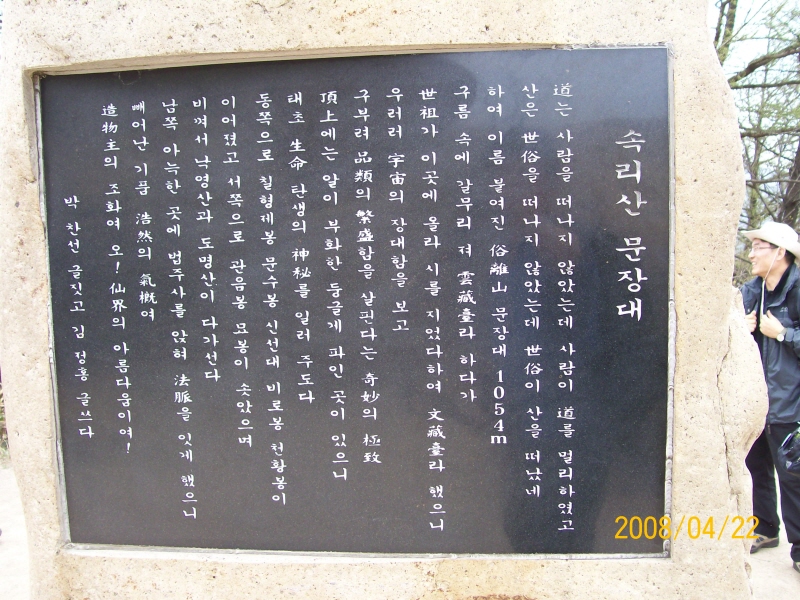 속리산 문장대
道는 사람을 떠나지 않았는데 사람이 道를 멀리하였고
산은 世俗을 떠나지 않았는데 世俗이 산을 떠났네
하여 이름 붙여진 俗離山 문장대 1054m
구름 속에 갈무리 져 雲藏臺라 하다가
世祖가 이곳에 올라 시를 지었다하여 文藏臺라 했으니
우러러 宇宙의 장대함을 보고
구부려 品類의 繁盛함을 살핀다는 奇妙의 極致
頂上에는 알이 부화한 둥글게 파인 곳이 있으니
태초 生命 탄생의 神秘를 일러 주도다
동쪽으로 칠형제봉 문수봉 신선대 비로봉 천황봉이
이어졌고 서쪽으로 관음봉 묘봉이 솟았으며
비껴서 낙영산과 도명산이 다가선다
남쪽 아늑한 곳에 법주사를 앉혀 法脈을 잇게 했으니
빼어난 기품 浩然의 氣槪여
造物主의 조화여 오! 仙界의 아름다움이여!
박 찬선 글짓고 김 정홍 글쓰다
2008/04/22